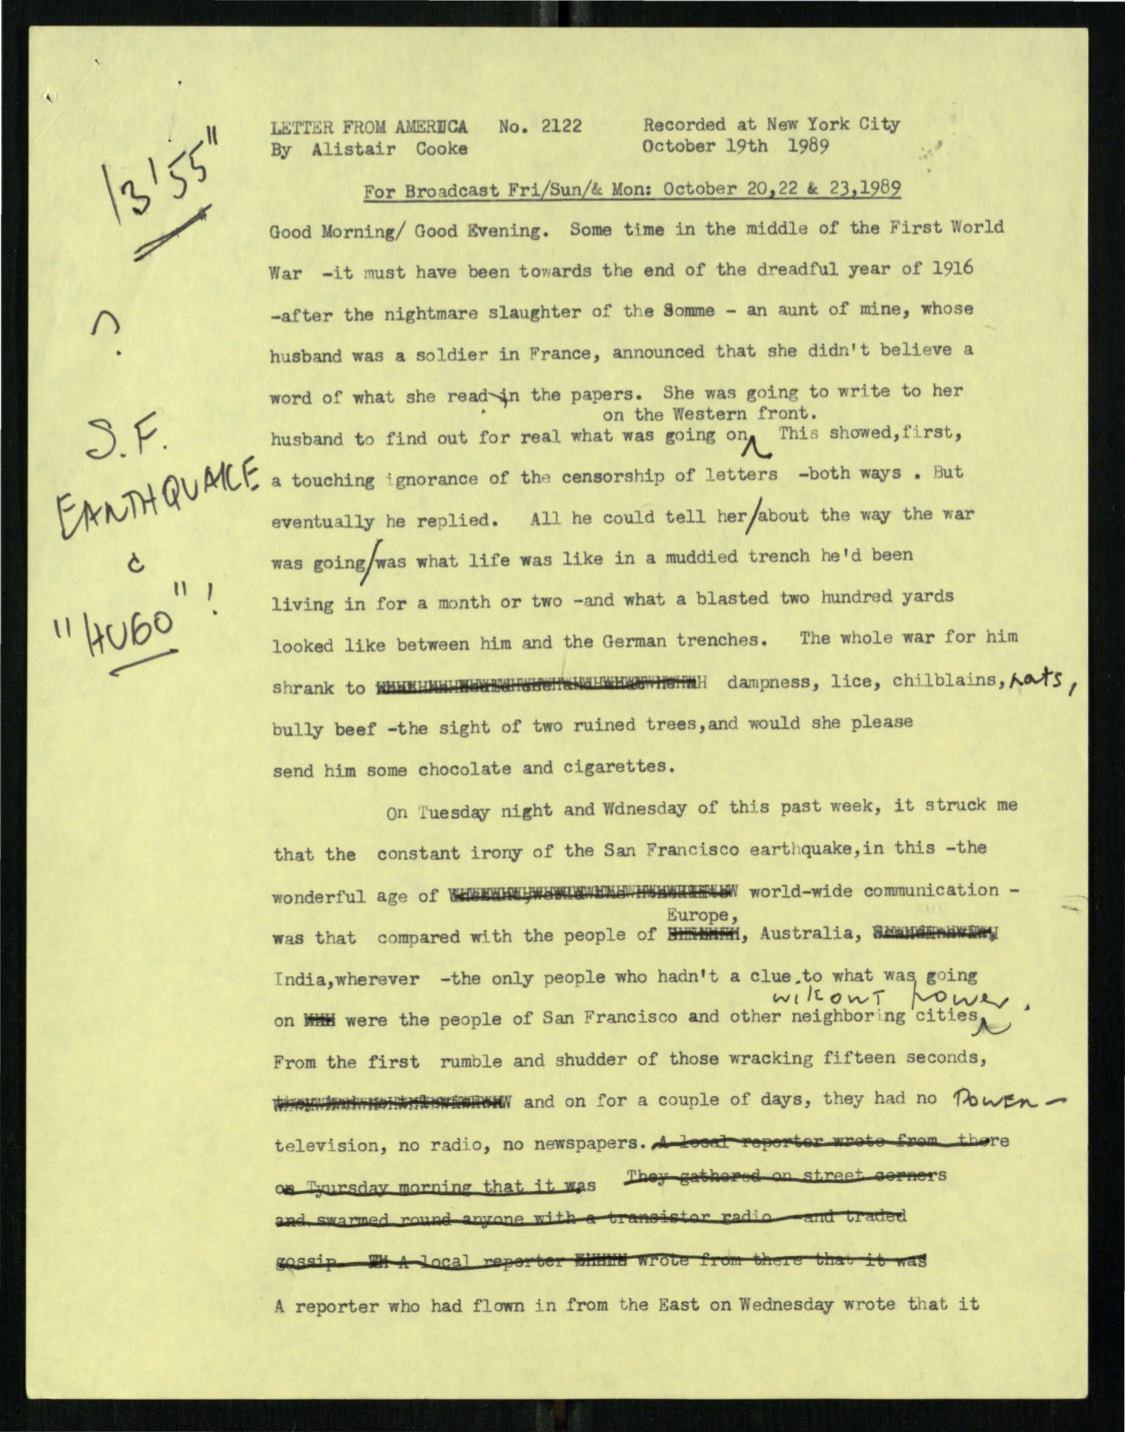 LETTER FROM AMERICA No. 2122 Recorded at New York City
By Alistair Cooke October 19th 1989
13'55"
For Broadcast Fri/Sun/& Mon: October 20,22 & 23,1989
Good Morning/ Good Evening. Some time in the middle of the First World
War -it must have been towards the end of the dreadful year of 1916
-after the nightmare slaughter of the Somme - an aunt of mine, whose
?
husband was a soldier in France, announced that she didn't believe a
word of what she read in the papers. She was going to write to her
on the Western front.
husband to find out for real what was going on This showed,first,
S.F.
EARTHQUAKE
a touching ignorance of the censorship of letters -both ways . But
eventually he replied. All he could tell her/about the way the war
was going/was what life was like in a muddied trench he'd been
&
living in for a month or two -and what a blasted two hundred yards
"HUGO"!
looked like between him and the German trenches. The whole war for him
shrank to dampness, lice, chilblains, rats,
bully beef -the sight of two ruined trees,and would she please
send him some chocolate and cigarettes.
On Tuesday night and Wdnesday of this past week, it struck me
that the constant irony of the San Francisco earthquake,in this -the
wonderful age of world-wide communication -
Europe,
was that compared with the people of , Australia,
India,wherever -the only people who hadn't a clue to what was going
without power.
on were the people of San Francisco and other neighboring cities
From the first rumble and shudder of those wracking fifteen seconds,
and on for a couple of days, they had no Power -
television, no radio, no newspapers. A local reporter wrote from there
on Tyursday morning that it was They gathered on street corners
and swarmed round anyone with a transistor radio -and traded
gossip. A local reporter wrote from there that it was
A reporter who had flown in from the East on Wednesday wrote that it